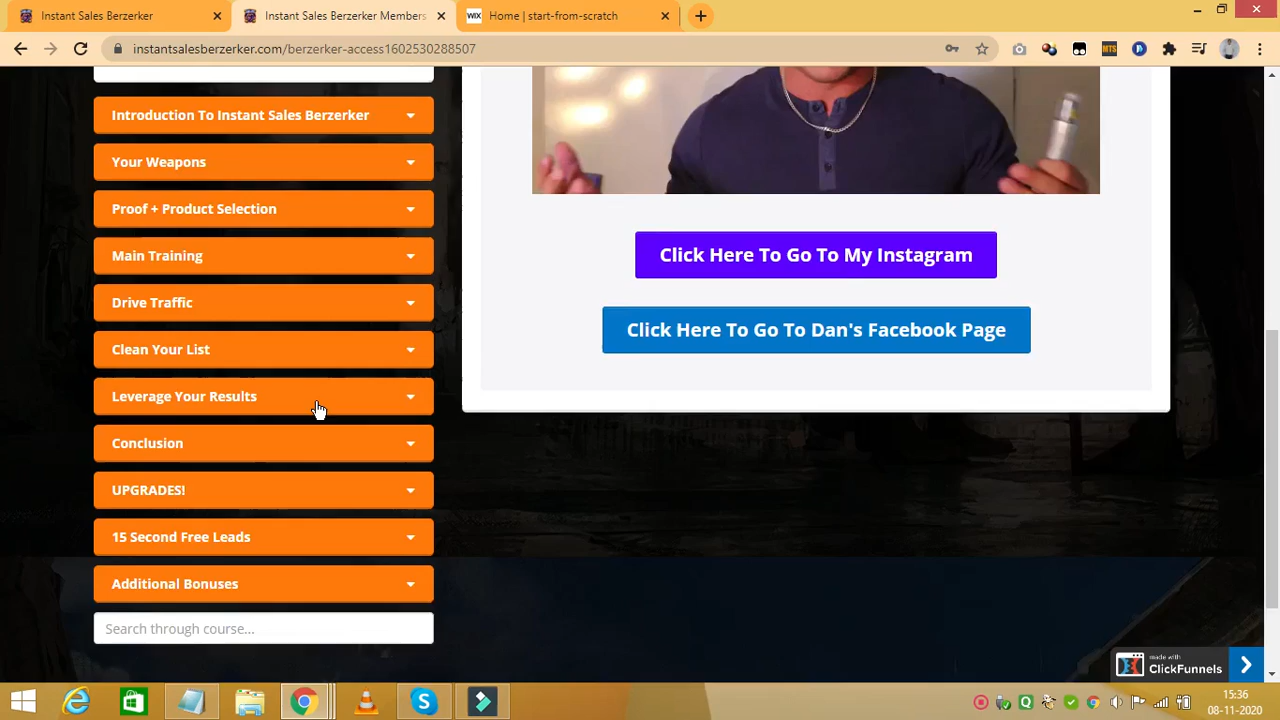 Instant Sales Berzerker
Instant Sales Berzerker Members
WIX
Home | start-from-scratch
instantsalesberzerker.com/berzerker-access1602530288507
MTS
Introduction To Instant Sales Berzerker
Your Weapons
Proof + Product Selection
Main Training
Drive Traffic
Clean Your List
Leverage Your Results
Conclusion
UPGRADES!
15 Second Free Leads
Additional Bonuses
Search through course...
Click Here To Go To My Instagram
Click Here To Go To Dan's Facebook Page
made with
ClickFunnels
15:36
08-11-2020